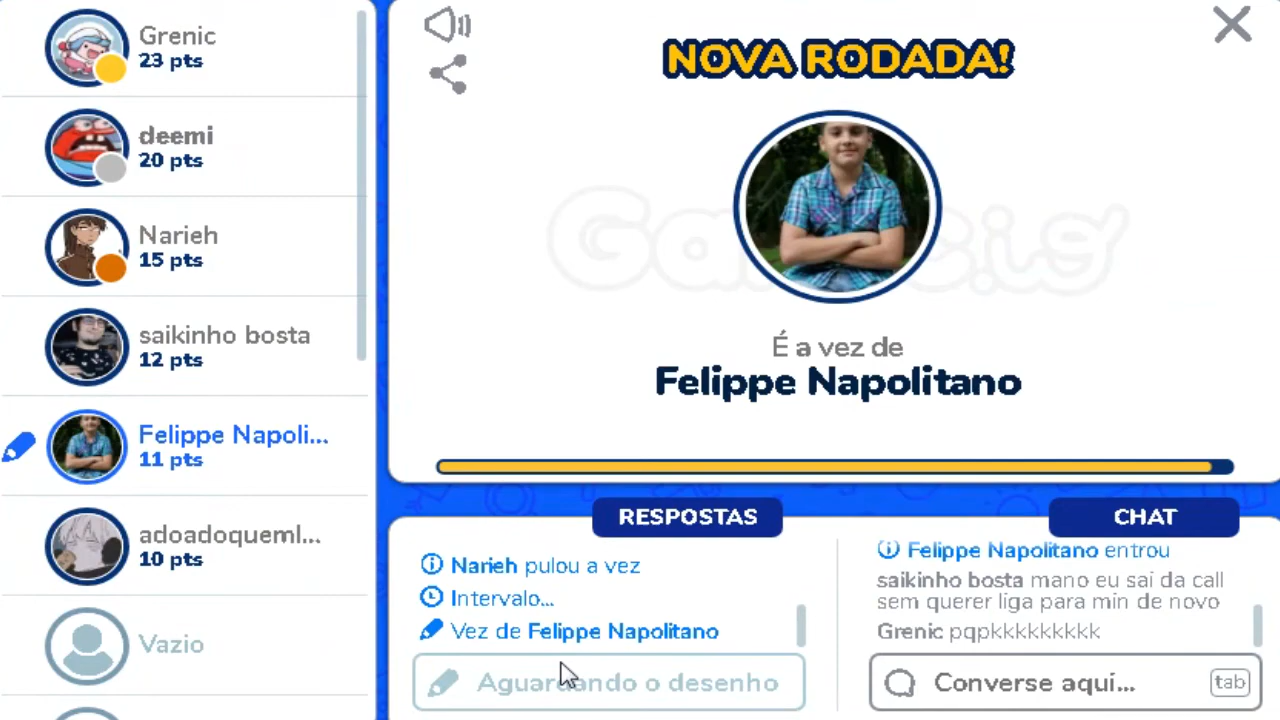 Grenic
23 pts
deemi
20 pts
Narieh
15 pts
saikinho bosta
12 pts
Felippe Napoli...
11 pts
adoadoqueml...
10 pts
Vazio
NOVA RODADA!
É a vez de
Felippe Napolitano
RESPOSTAS
Narieh pulou a vez
Intervalo...
Vez de Felippe Napolitano
Aguardando o desenho
CHAT
Felippe Napolitano entrou
saikinho bosta mano eu sai da call
sem querer liga para min de novo
Grenic pqpkkkkkkkkk
Converse aqui...
tab